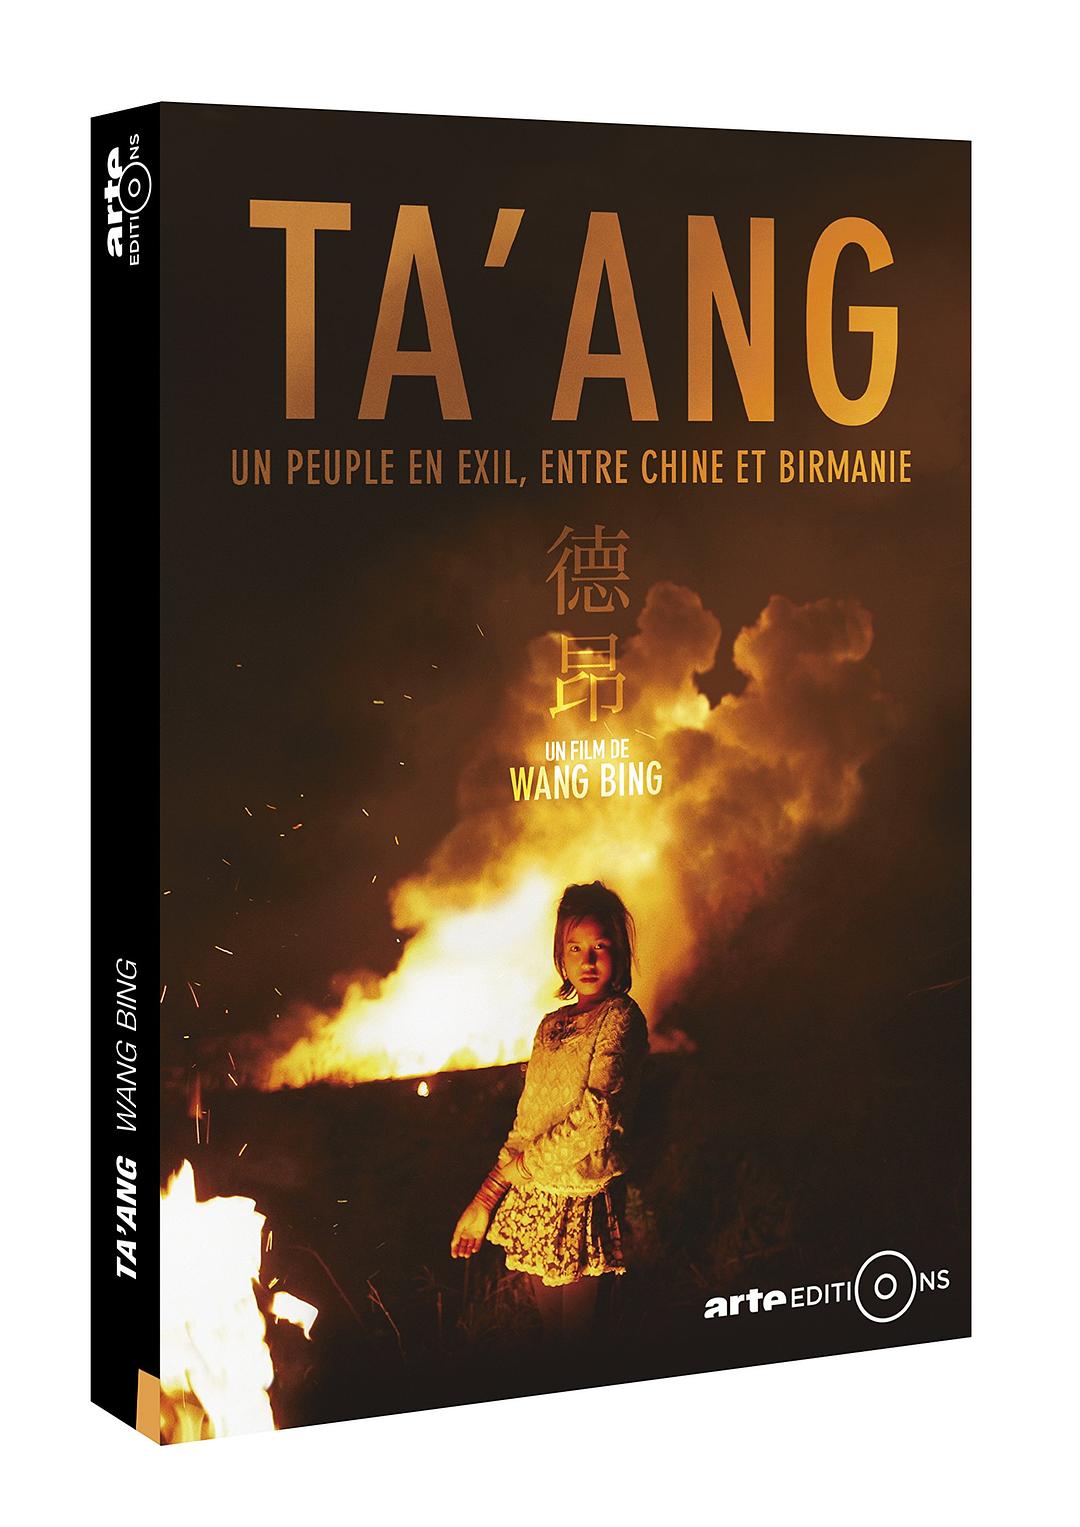 arte
EDITIONS
TA'ANG WANG BING
TA'ANG
UN PEUPLE EN EXIL, ENTRE CHINE ET BIRMANIE
德
昂
UN FILM DE
WANG BING
arte EDITIONS